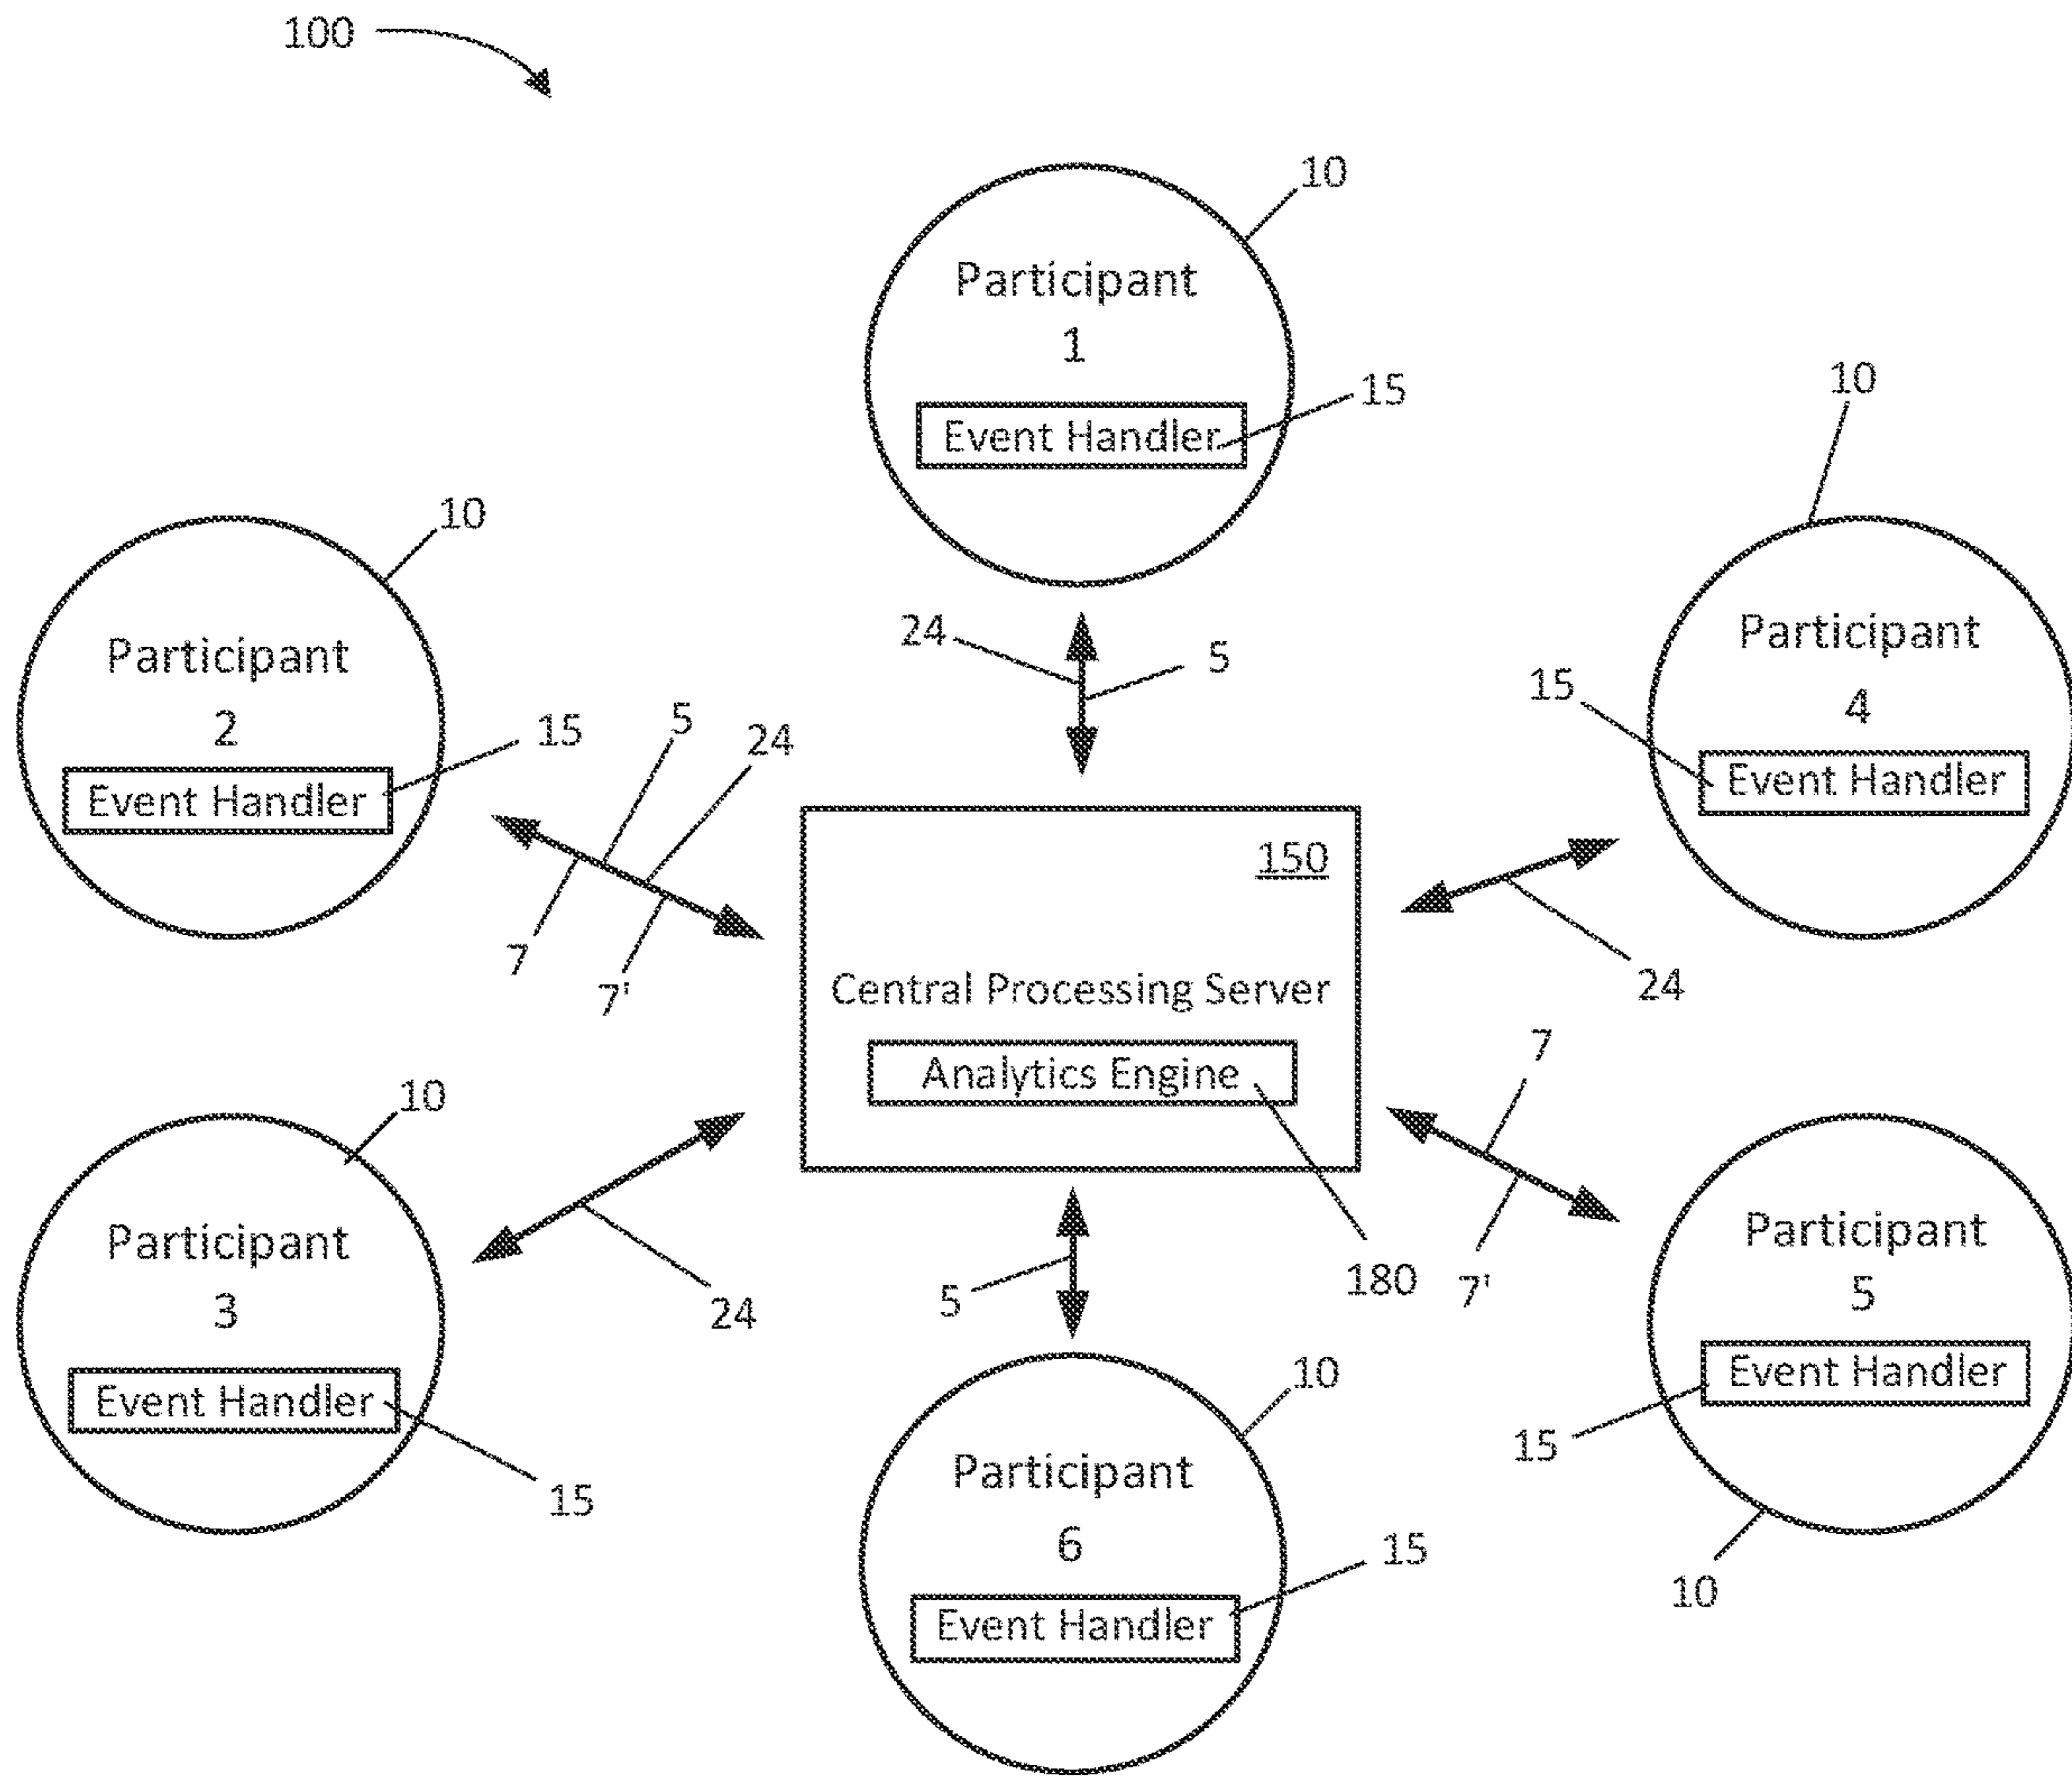 100
10
Participant
1
Event Handler
15
10
Participant
2
Event Handler
15
24
5
10
Participant
4
Event Handler
15
5
24
7
7'
150
Central Processing Server
Analytics Engine
180
24
10
Participant
3
Event Handler
15
24
5
7
7'
Participant
5
Event Handler
15
10
10
Participant
6
Event Handler
15